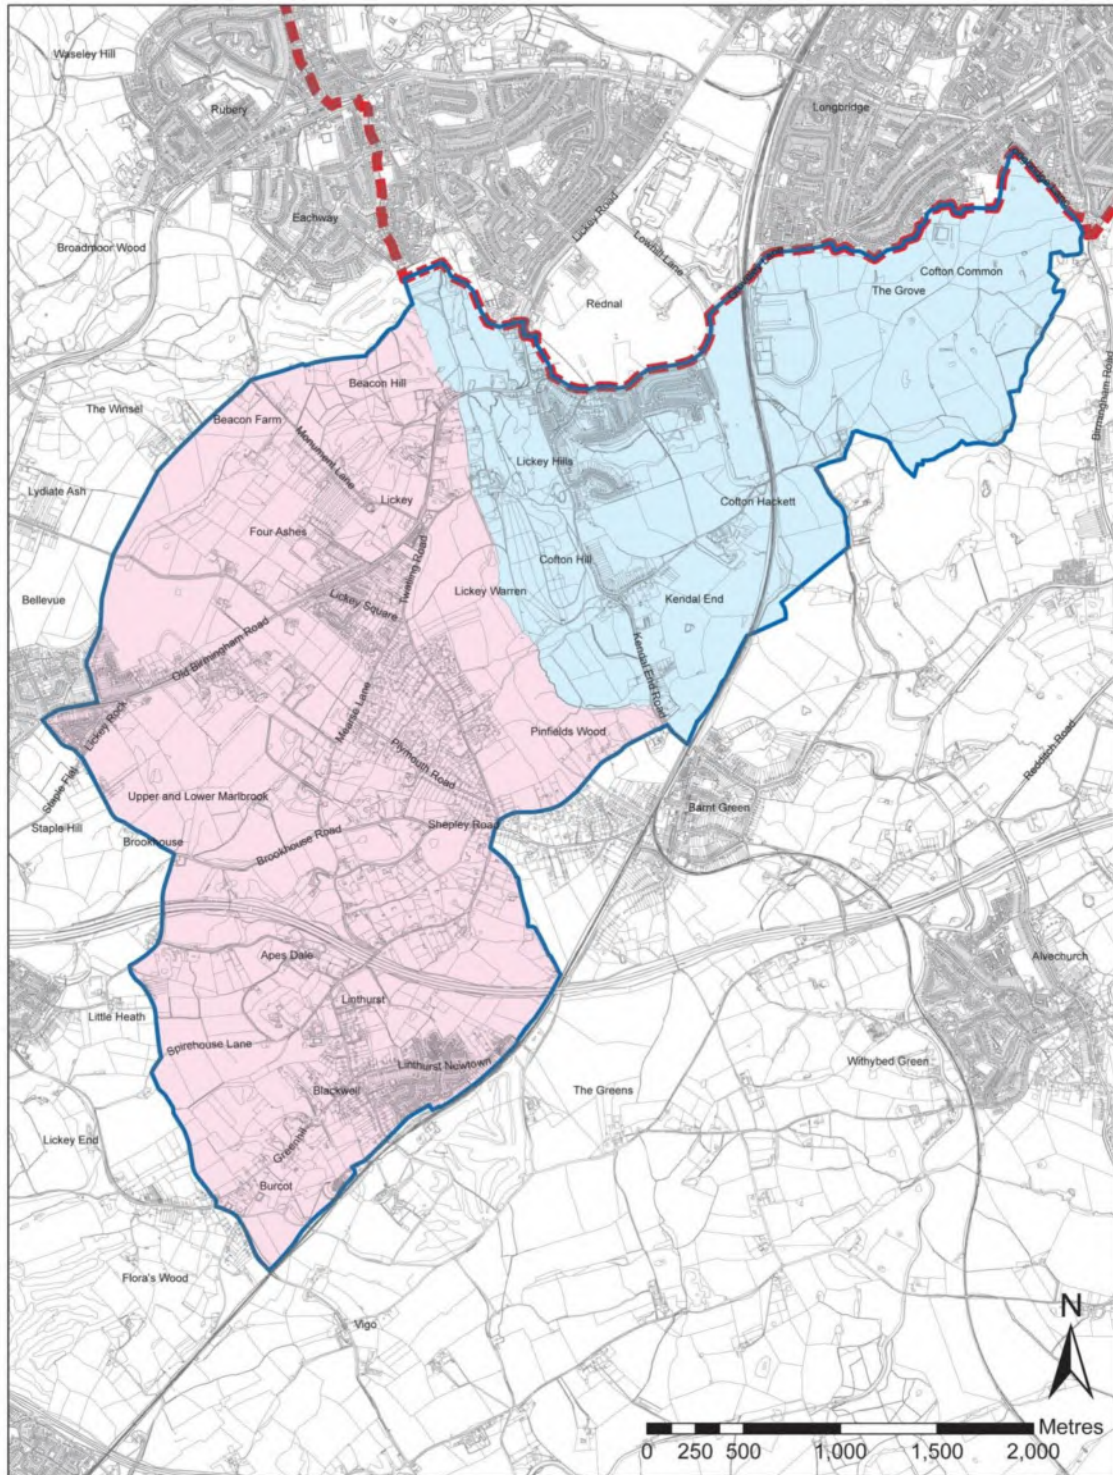 Waseley Hill
Rubery
Longbridge
Eachway
Lickey Road
Broadmoor Wood
Lowhill Lane
Cofton Common
The Grove
Rednal
Beacon Hill
The Winsel
Beacon Farm
Birmingham Road
Monument Lane
Lickey Hills
Lydiate Ash
Lickey
Cofton Hackett
Four Ashes
Twatling Road
Cofton Hill
Lickey Warren
Bellevue
Lickey Square
Kendal End
Old Birmingham Road
Kendal End Road
Mearse Lane
Lickey Rock
Pinfields Wood
Plymouth Road
Redditch Road
Staple Flat
Upper and Lower Marlbrook
Barnt Green
Staple Hill
Shepley Road
Brookhouse
Brookhouse Road
Apes Dale
Alvechurch
Linthurst
Little Heath
Spirehouse Lane
Linthurst Newtown
Withybed Green
Blackwell
The Greens
Lickey End
Greenhill
Burcot
Flora's Wood
Vigo
N
Metres
0 250 500 1,000 1,500 2,000